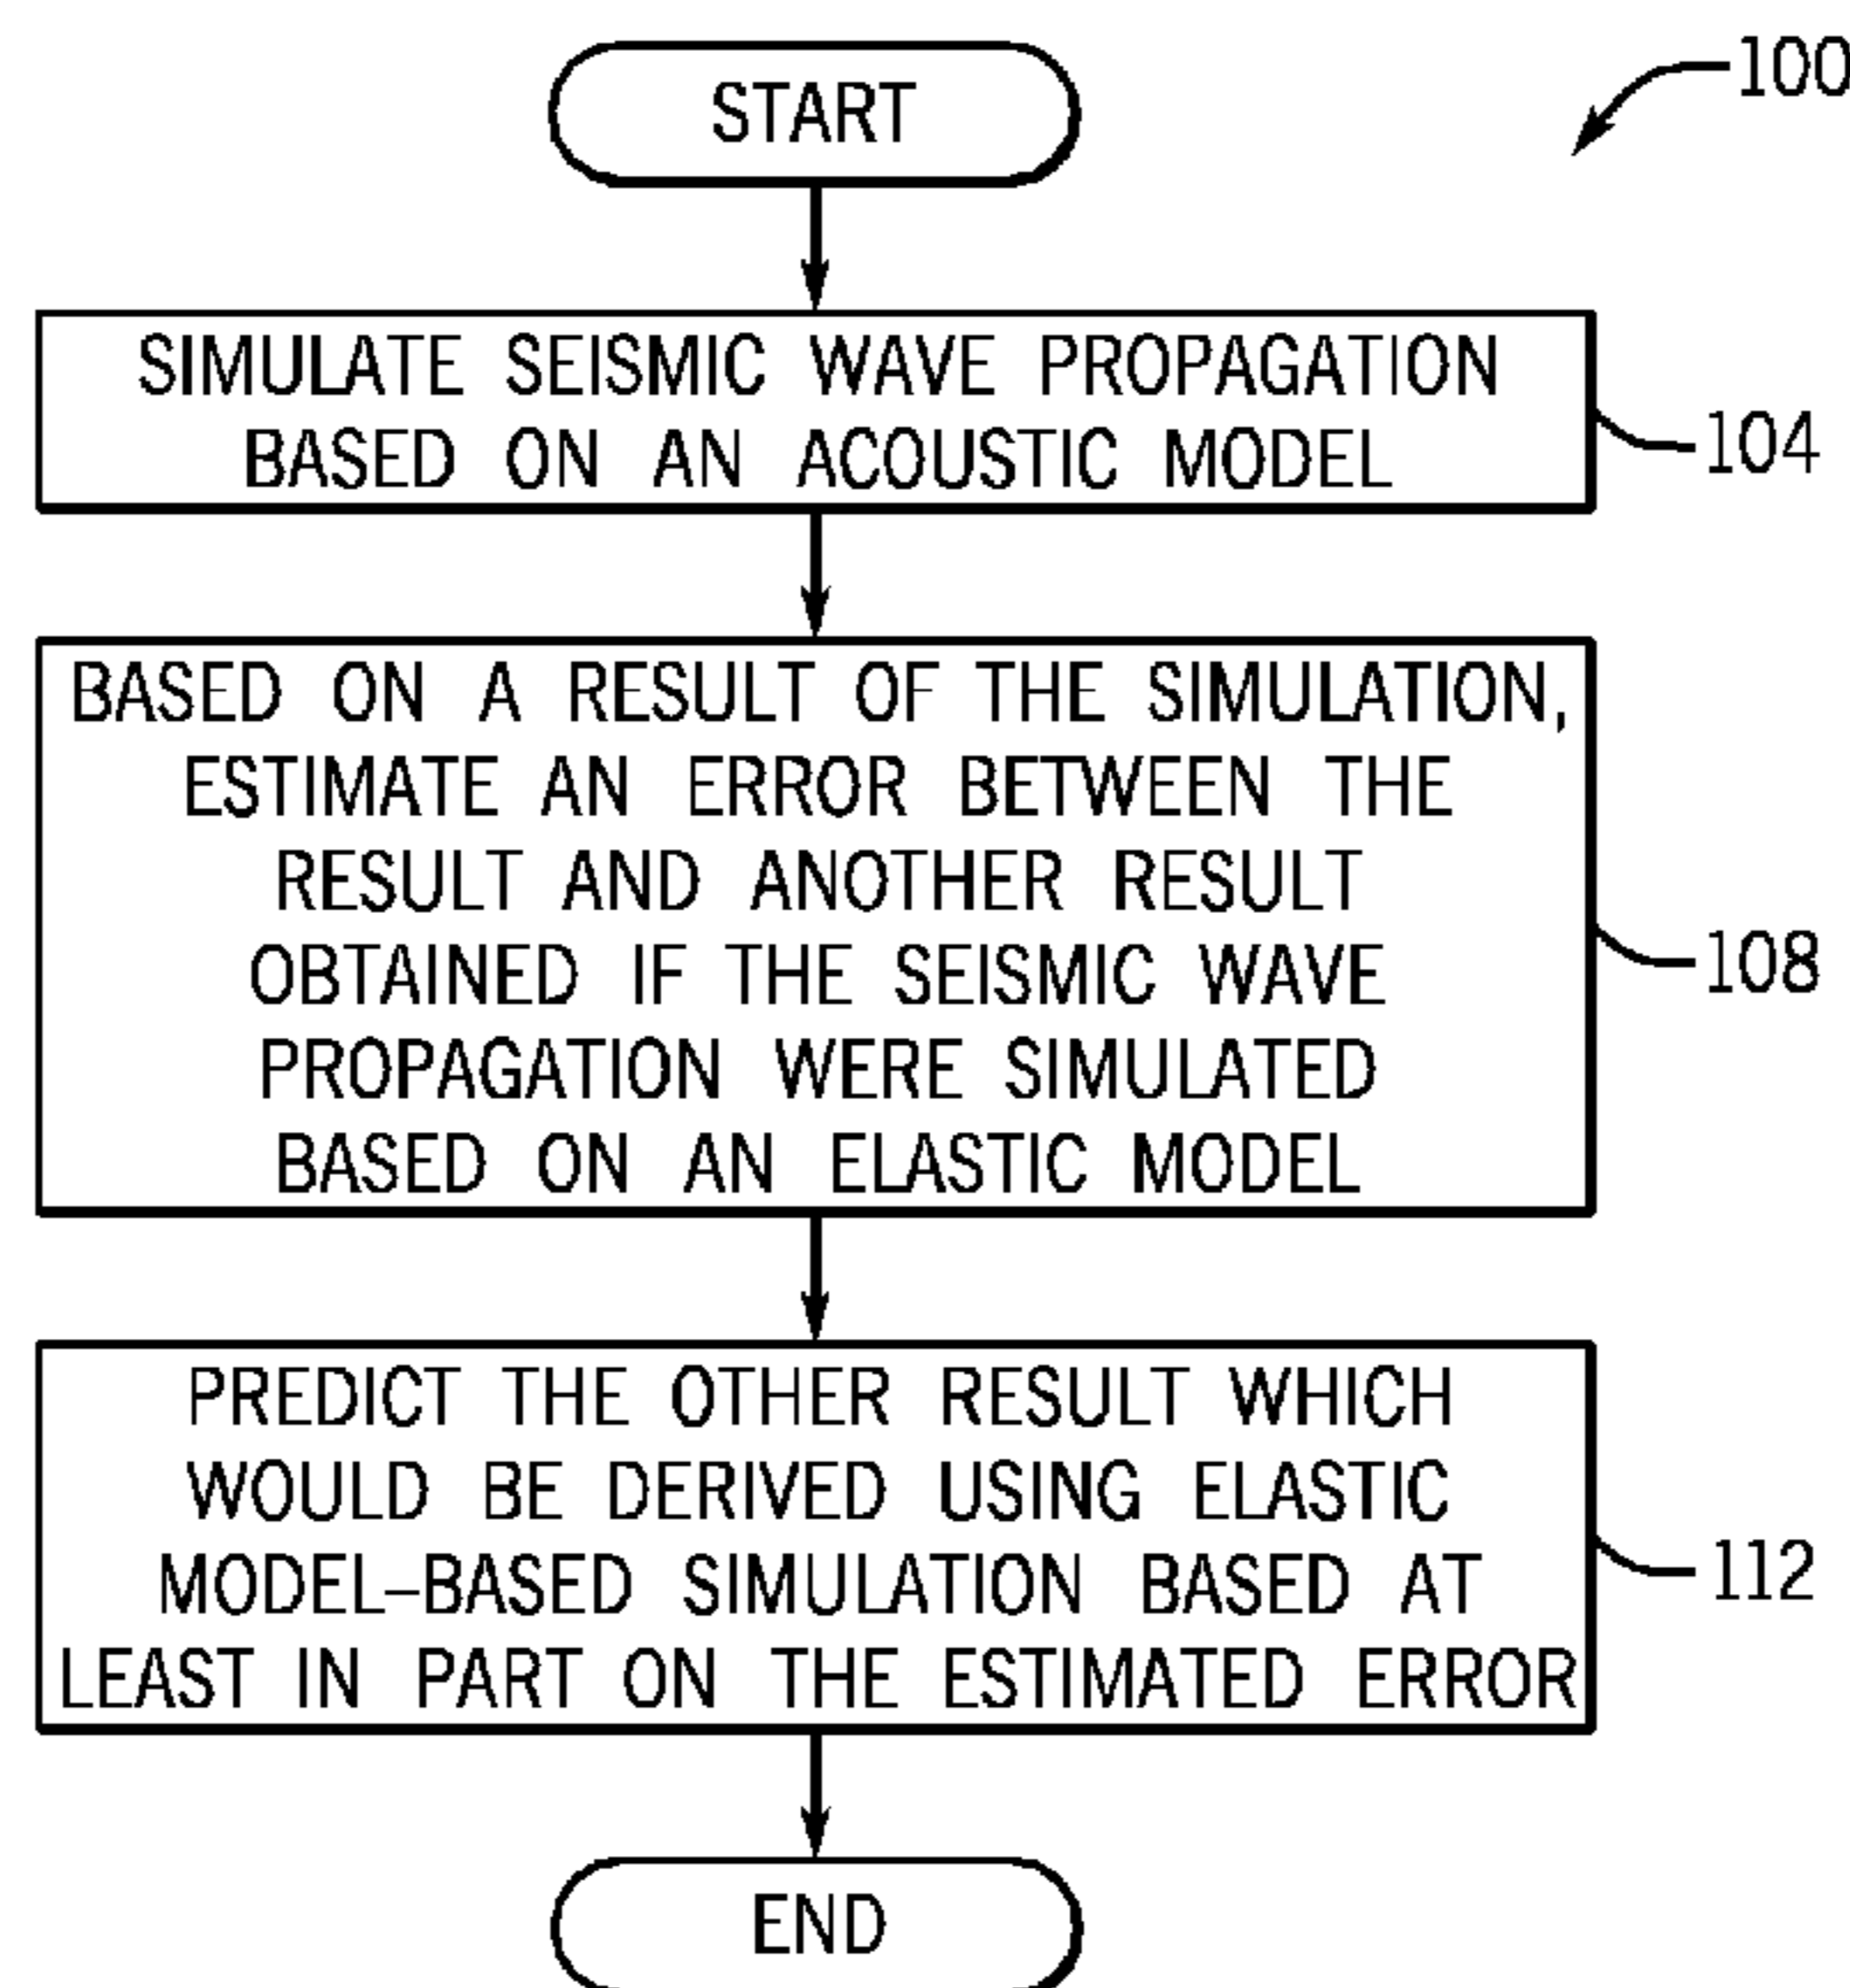 START
100
SIMULATE SEISMIC WAVE PROPAGATION
BASED ON AN ACOUSTIC MODEL
104
BASED ON A RESULT OF THE SIMULATION,
ESTIMATE AN ERROR BETWEEN THE
RESULT AND ANOTHER RESULT
OBTAINED IF THE SEISMIC WAVE
PROPAGATION WERE SIMULATED
BASED ON AN ELASTIC MODEL
108
PREDICT THE OTHER RESULT WHICH
WOULD BE DERIVED USING ELASTIC
MODEL–BASED SIMULATION BASED AT
LEAST IN PART ON THE ESTIMATED ERROR
112
END